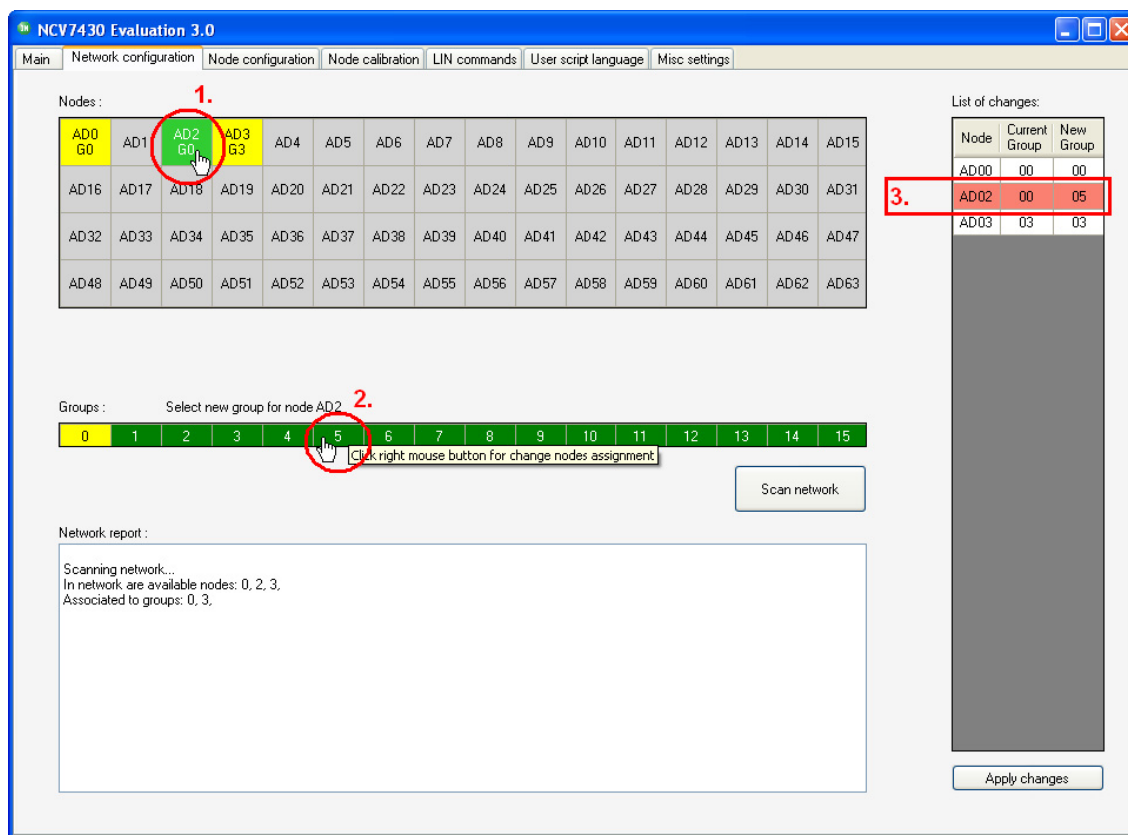 NCV7430 Evaluation 3.0
Main Network configuration Node configuration Node calibration LIN commands User script language Misc settings
Nodes :
1.
AD0 G0 AD1 AD2 G0 AD3 G3 AD4 AD5 AD6 AD7 AD8 AD9 AD10 AD11 AD12 AD13 AD14 AD15
AD16 AD17 AD18 AD19 AD20 AD21 AD22 AD23 AD24 AD25 AD26 AD27 AD28 AD29 AD30 AD31
AD32 AD33 AD34 AD35 AD36 AD37 AD38 AD39 AD40 AD41 AD42 AD43 AD44 AD45 AD46 AD47
AD48 AD49 AD50 AD51 AD52 AD53 AD54 AD55 AD56 AD57 AD58 AD59 AD60 AD61 AD62 AD63
Groups : Select new group for node AD2
2.
0 1 2 3 4 5 6 7 8 9 10 11 12 13 14 15
Click right mouse button for change nodes assignment
Scan network
Network report :
Scanning network...
In network are available nodes: 0, 2, 3,
Associated to groups: 0, 3,
List of changes:
Node Current Group New Group
AD00 00 00
3.
AD02 00 05
AD03 03 03
Apply changes